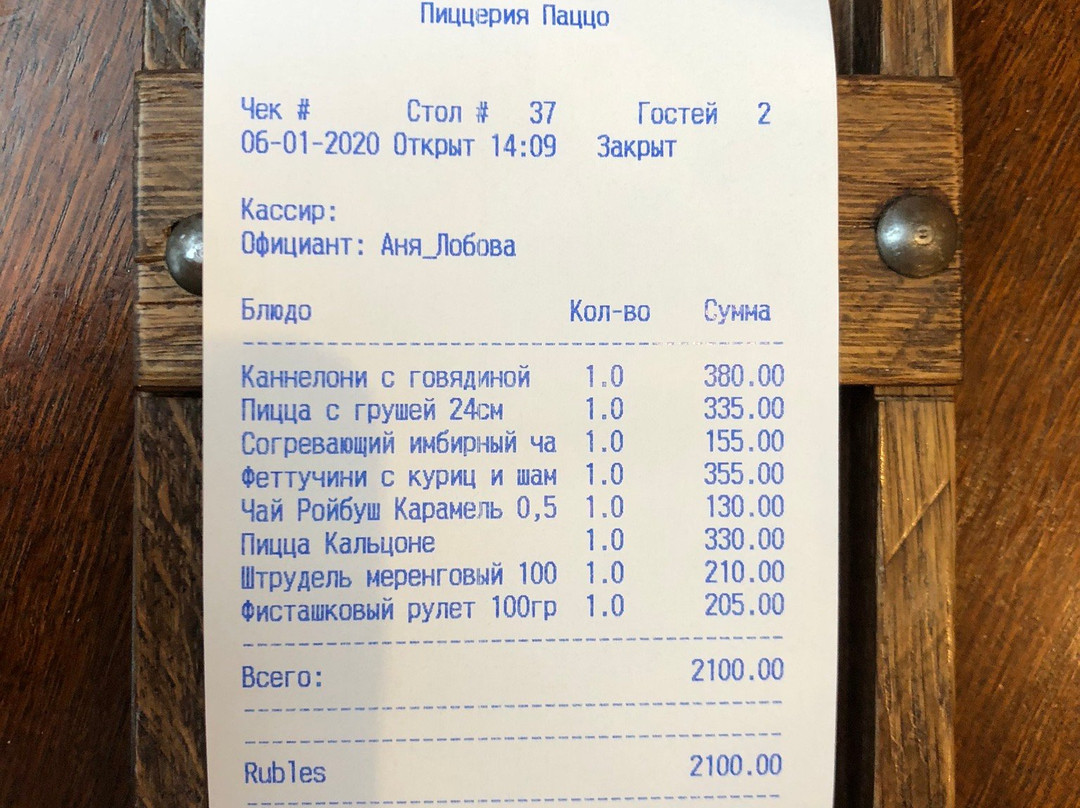 Пиццерия Паццо
Чек # Стол # 37 Гостей 2
06-01-2020 Открыт 14:09 Закрыт
Кассир:
Официант: Аня_Лобова
Блюдо Кол-во Сумма
Каннелони с говядиной 1.0 380.00
Пицца с грушей 24см 1.0 335.00
Согревающий имбирный ча 1.0 155.00
Феттучини с куриц и шам 1.0 355.00
Чай Ройбуш Карамель 0,5 1.0 130.00
Пицца Кальцоне 1.0 330.00
Штрудель меренговый 100 1.0 210.00
Фисташковый рулет 100гр 1.0 205.00
Всего: 2100.00
Rubles 2100.00